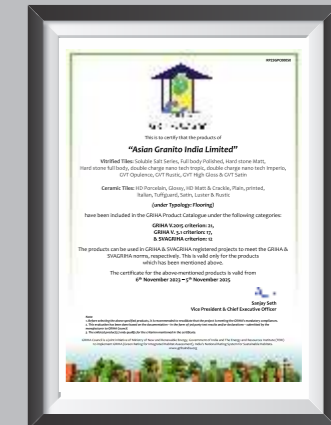 This is to certify that the products of
"Asian Granito India Limited"
Vitrified Tiles: Soluble Salt Series, Full body Polished, Hard stone Matt,
Hard stone full body, double charge nano tech tropic, double charge nano tech Imperio,
GVT Opulence, GVT Rustic, GVT High Gloss & GVT Satin
Ceramic Tiles: HD Porcelain, Glossy, HD Matt & Crackle, Plain, printed,
Italian, Tuffguard, Satin, Luster & Rustic
(under Typology: Flooring)
have been included in the GRIHA Product Catalogue under the following categories:
GRIHA V.2015 criterion: 21,
GRIHA V. 3.1 criterion: 17,
& SVAGRIHA criterion: 12
The products can be used in GRIHA & SVAGRIHA registered projects to meet the GRIHA &
SVAGRIHA norms, respectively. This is valid only for the products
which has been mentioned above.
The certificate for the above-mentioned products is valid from
6th November 2023 – 5th November 2025
Sanjay Seth
Vice President & Chief Executive Officer